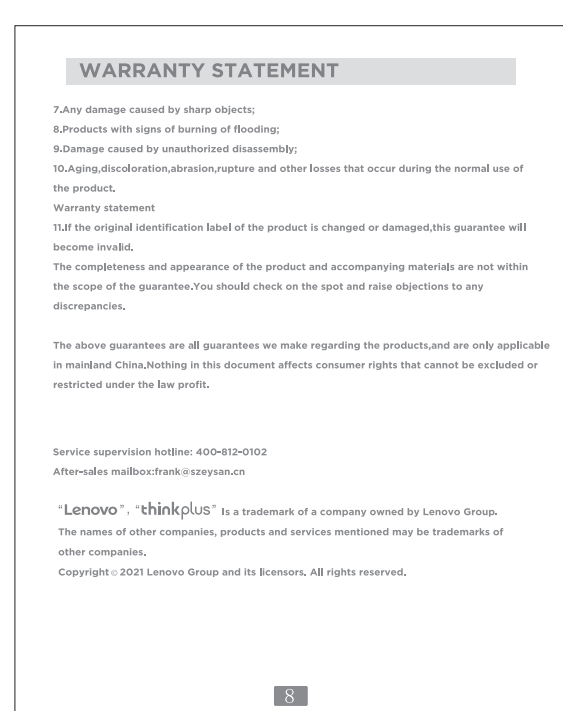 WARRANTY STATEMENT
7.Any damage caused by sharp objects;
8.Products with signs of burning of flooding;
9.Damage caused by unauthorized disassembly;
10.Aging,discoloration,abrasion,rupture and other losses that occur during the normal use of
the product.
Warranty statement
11.If the original identification label of the product is changed or damaged,this guarantee will
become invalid.
The completeness and appearance of the product and accompanying materials are not within
the scope of the guarantee.You should check on the spot and raise objections to any
discrepancies.
The above guarantees are all guarantees we make regarding the products,and are only applicable
in mainland China.Nothing in this document affects consumer rights that cannot be excluded or
restricted under the law profit.
Service supervision hotline: 400-812-0102
After-sales mailbox:frank@szeysan.cn
“Lenovo”, “thinkplus” Is a trademark of a company owned by Lenovo Group.
The names of other companies, products and services mentioned may be trademarks of
other companies.
Copyright © 2021 Lenovo Group and its licensors. All rights reserved.
8